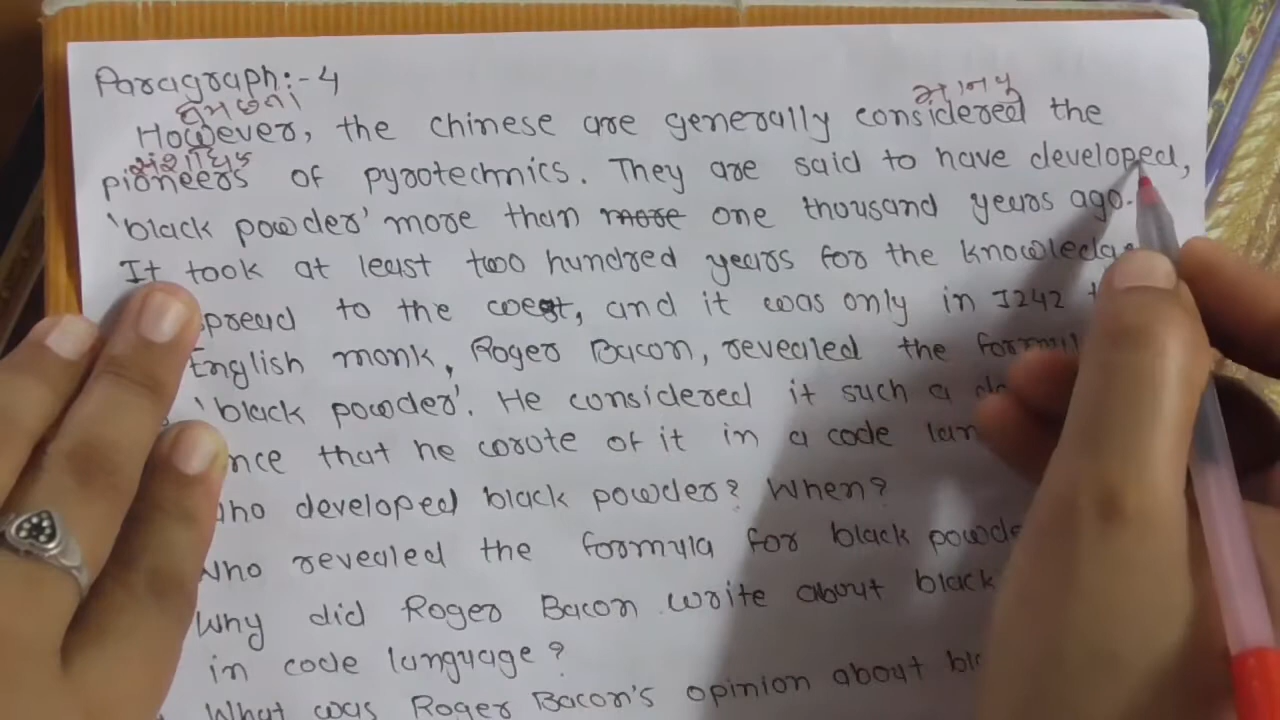 Paragraph:- 4
However, the chinese are generally considered the
pioneers of pyrotechnics. They are said to have developed,
'black powder' more than more one thousand years ago.
It took at least two hundred years for the
spread to the west, and it was only in 1242
English monk, Roger Bacon, revealed the
'black powder'. He considered it such a
that he wrote of it in a code
who developed black powder? When?
Who revealed the formula for black
Why did Roger Bacon write about black
in code language?
What was Roger Bacon's opinion about